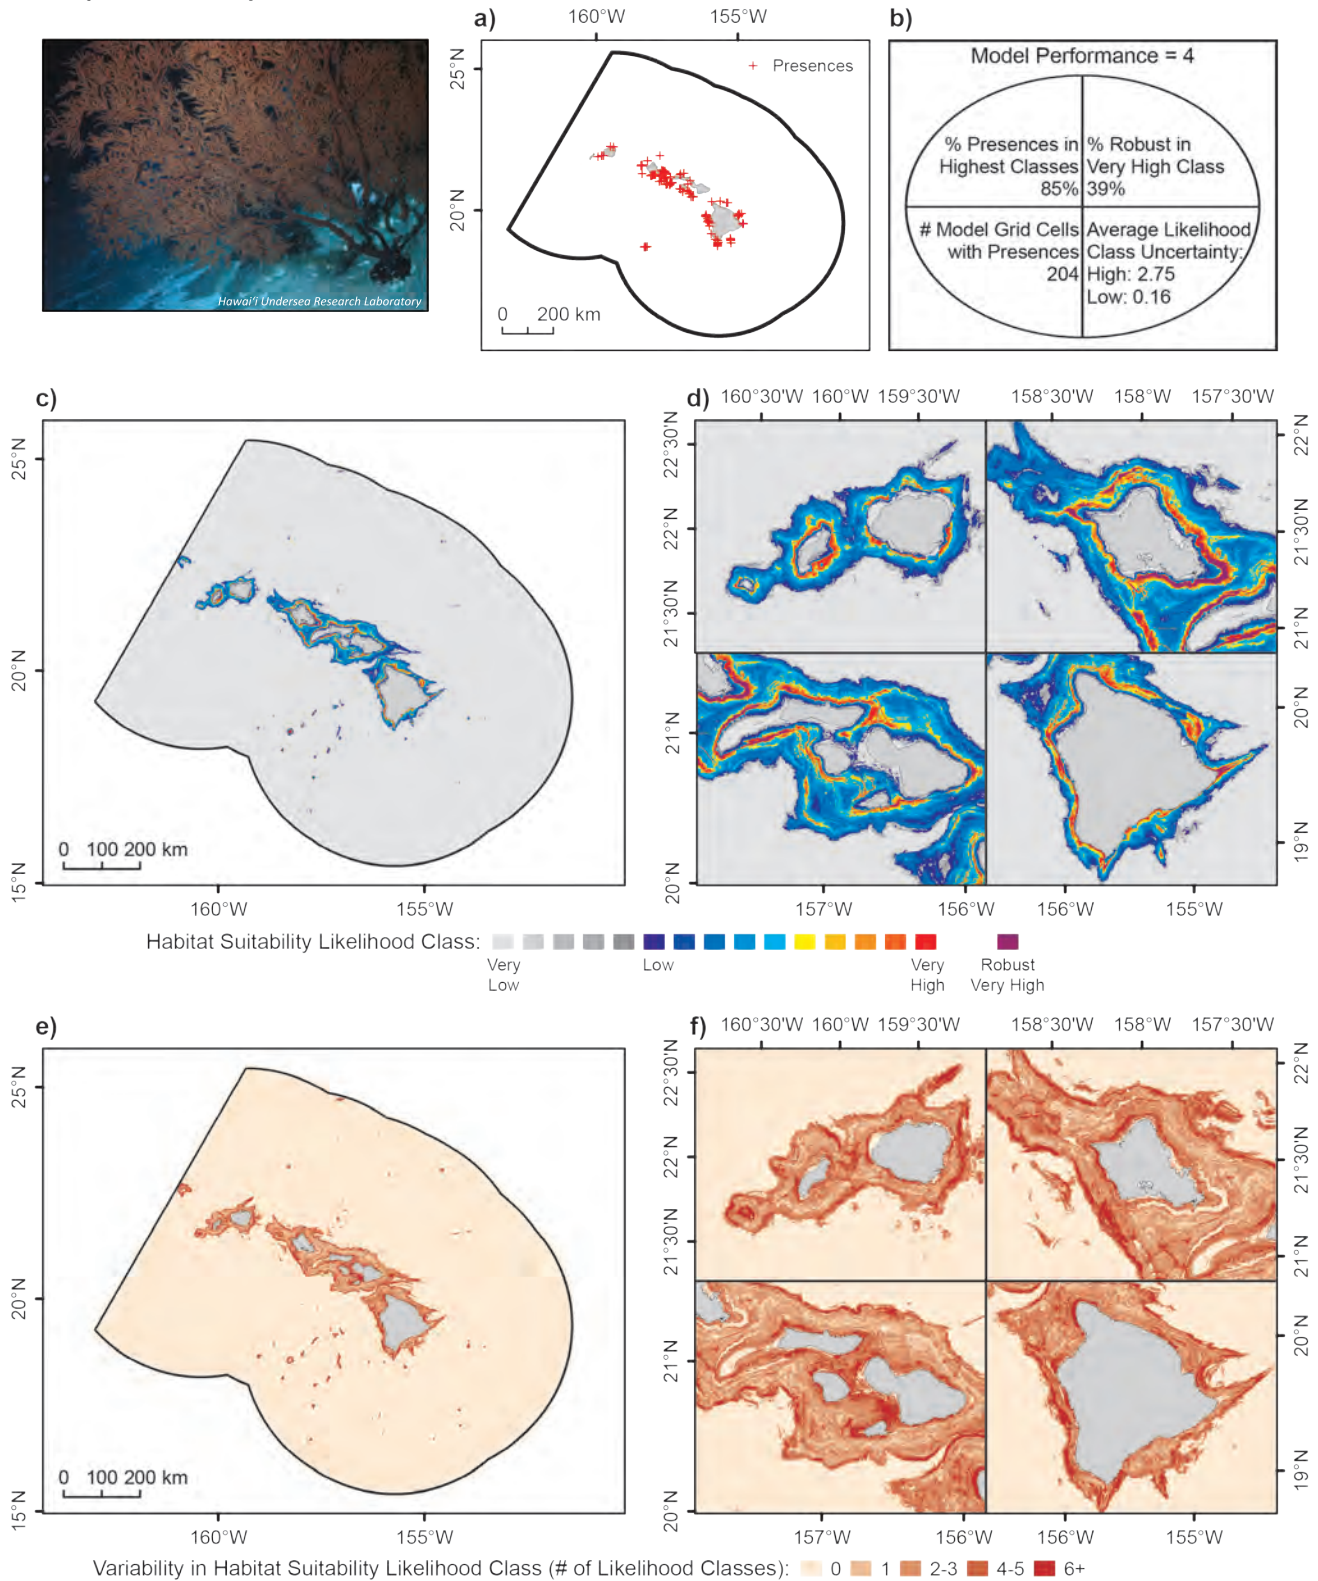 a)
160°W 155°W
25°N
20°N
Presences
0 200 km
Hawai‘i Undersea Research Laboratory
b)
Model Performance = 4
% Presences in
Highest Classes
85%
% Robust in
Very High Class
39%
# Model Grid Cells
with Presences
204
Average Likelihood
Class Uncertainty:
High: 2.75
Low: 0.16
c)
25°N
20°N
15°N
0 100 200 km
160°W 155°W
d)
160°30'W 160°W 159°30'W 158°30'W 158°W 157°30'W
22°30'N
22°N
21°30'N
22°N
21°30'N
21°N
21°N
20°N
20°N
19°N
157°W 156°W 156°W 155°W
Habitat Suitability Likelihood Class:
Very
Low
Low
Very
High
Robust
Very High
e)
25°N
20°N
15°N
0 100 200 km
160°W 155°W
f)
160°30'W 160°W 159°30'W 158°30'W 158°W 157°30'W
22°30'N
22°N
21°30'N
22°N
21°30'N
21°N
21°N
20°N
20°N
19°N
157°W 156°W 156°W 155°W
Variability in Habitat Suitability Likelihood Class (# of Likelihood Classes): 0 1 2-3 4-5 6+